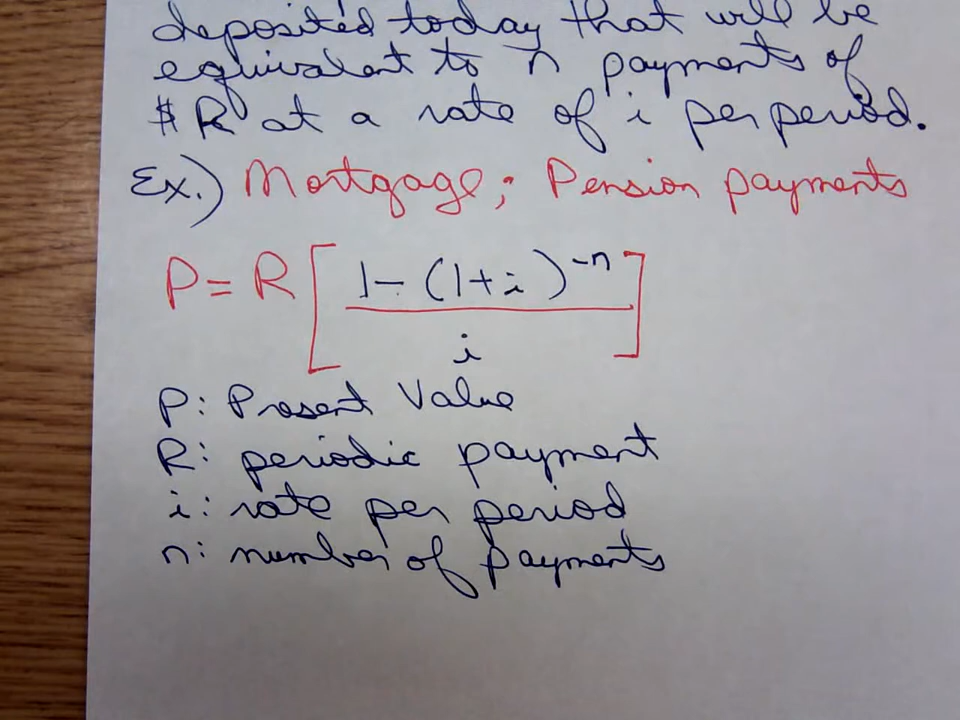 deposited today that will be
equivalent to n payments of
$R at a rate of i per period.
Ex.) Mortgage; Pension payments
P = R [ 1 - (1+i)^-n / i ]
P: Present Value
R: periodic payment
i: rate per period
n: number of payments